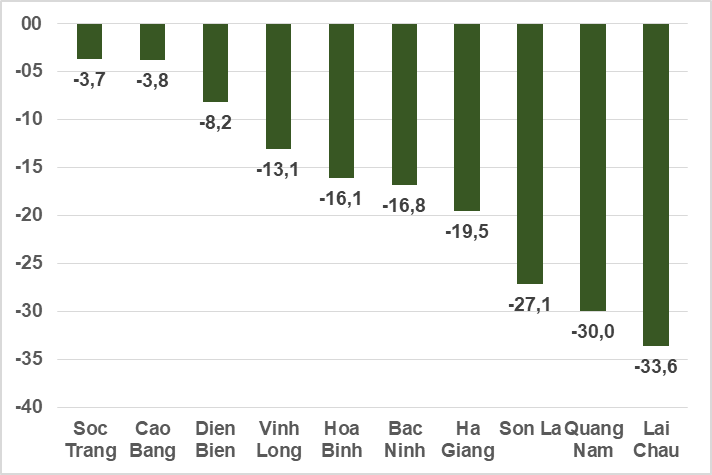 00
-05
-10
-15
-20
-25
-30
-35
-40
-3,7
-3,8
-8,2
-13,1
-16,1
-16,8
-19,5
-27,1
-30,0
-33,6
Soc
Trang
Cao
Bang
Dien
Bien
Vinh
Long
Hoa
Binh
Bac
Ninh
Ha
Giang
Son La
Quang
Nam
Lai
Chau